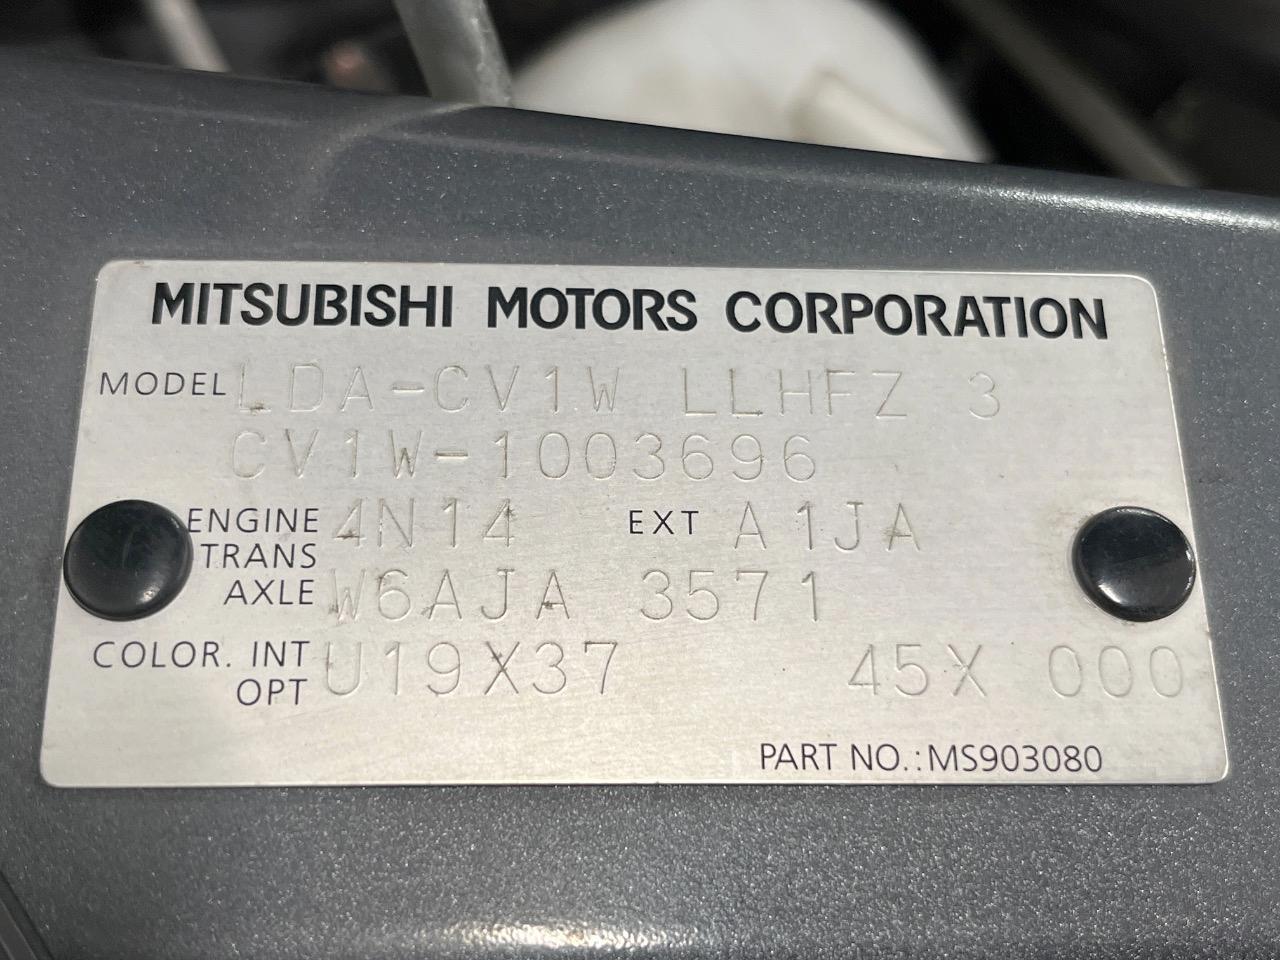 MITSUBISHI MOTORS CORPORATION
MODEL LDA-CV1W LLHFZ 3
CV1W-1003696
ENGINE 4N14 EXT A1JA
TRANS
AXLE W6AJA 3571
COLOR. INT U19X37 45X 000
OPT
PART NO.:MS903080